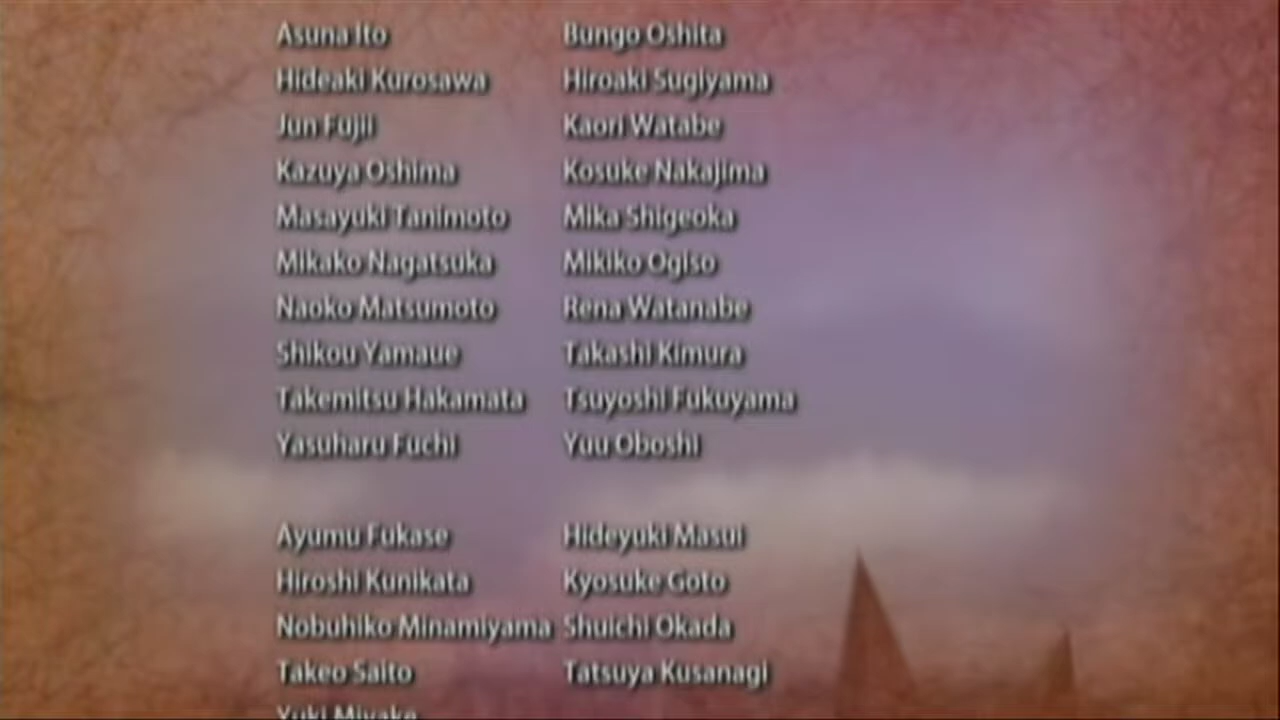 Asuna Ito Bungo Oshita
Hideaki Kurosawa Hiroaki Sugiyama
Jun Fujii Kaori Watabe
Kazuya Oshima Kosuke Nakajima
Masayuki Tanimoto Mika Shigeoka
Mikako Nagatsuka Mikiko Ogiso
Naoko Matsumoto Rena Watanabe
Shikou Yamaue Takashi Kimura
Takemitsu Hakamata Tsuyoshi Fukuyama
Yasuharu Fuchi Yuu Oboshi
Ayumu Fukase Hideyuki Masui
Hiroshi Kunikata Kyosuke Goto
Nobuhiko Minamiyama Shuichi Okada
Takeo Saito Tatsuya Kusanagi
Yuki Miyake